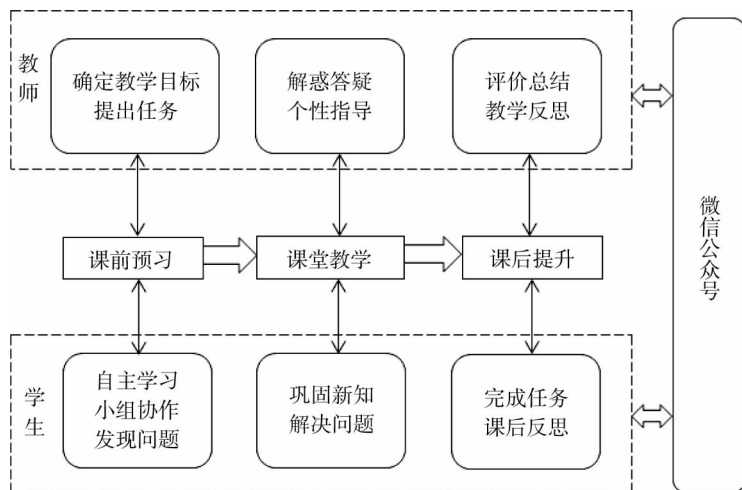 教师
确定教学目标
提出任务
解惑答疑
个性指导
评价总结
教学反思
课前预习
课堂教学
课后提升
学生
自主学习
小组协作
发现问题
巩固新知
解决问题
完成任务
课后反思
微信公众号